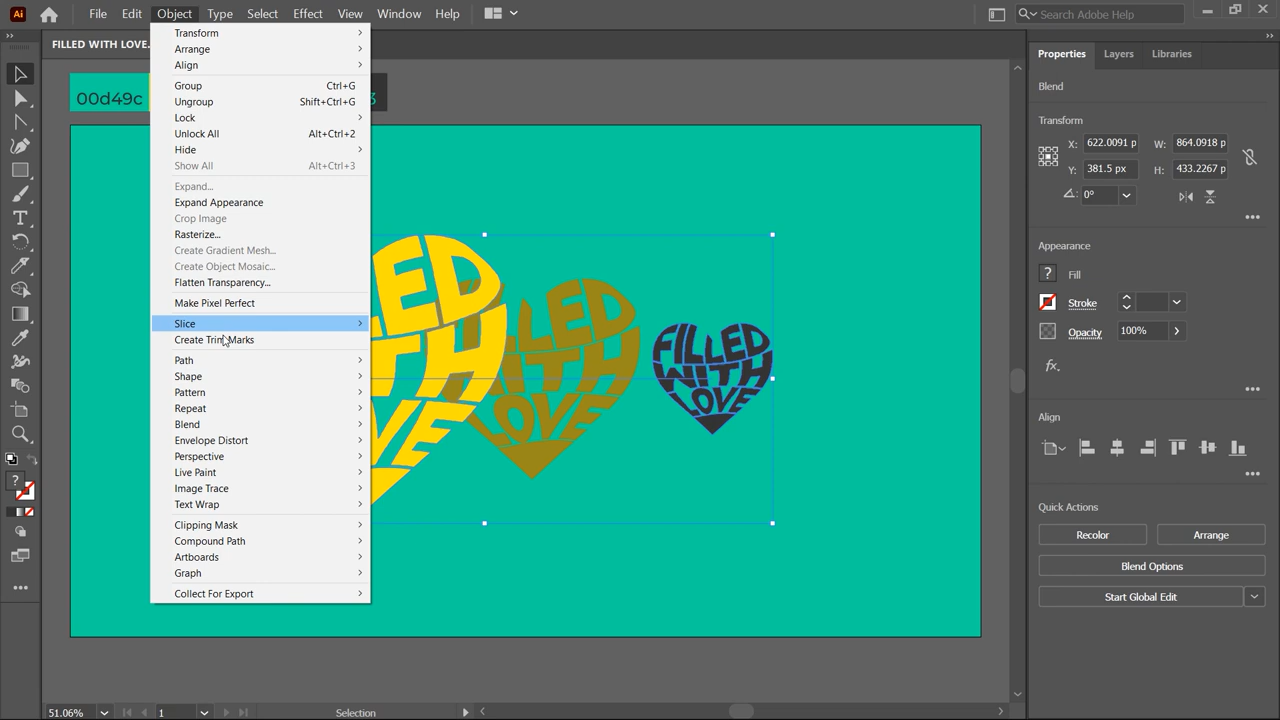 Ai File Edit Object Type Select Effect View Window Help Search Adobe Help
FILLED WITH LOVE.
Properties Layers Libraries
00d49c
Transform
Arrange
Align
Group Ctrl+G
Ungroup Shift+Ctrl+G
Lock
Unlock All Alt+Ctrl+2
Hide
Show All Alt+Ctrl+3
Expand...
Expand Appearance
Crop Image
Rasterize...
Create Gradient Mesh...
Create Object Mosaic...
Flatten Transparency...
Make Pixel Perfect
Slice
Create Trim Marks
Path
Shape
Pattern
Repeat
Blend
Envelope Distort
Perspective
Live Paint
Image Trace
Text Wrap
Clipping Mask
Compound Path
Artboards
Graph
Collect For Export
ED
TH
VE
FILLED
WITH
LOVE
FILLED
WITH
LOVE
Blend
Transform
X: 622.0091 p W: 864.0918 p
Y: 381.5 px H: 433.2267 p
0°
Appearance
? Fill
Stroke
Opacity 100%
fx.
Align
Quick Actions
Recolor Arrange
Blend Options
Start Global Edit
?
51.06% 1 Selection